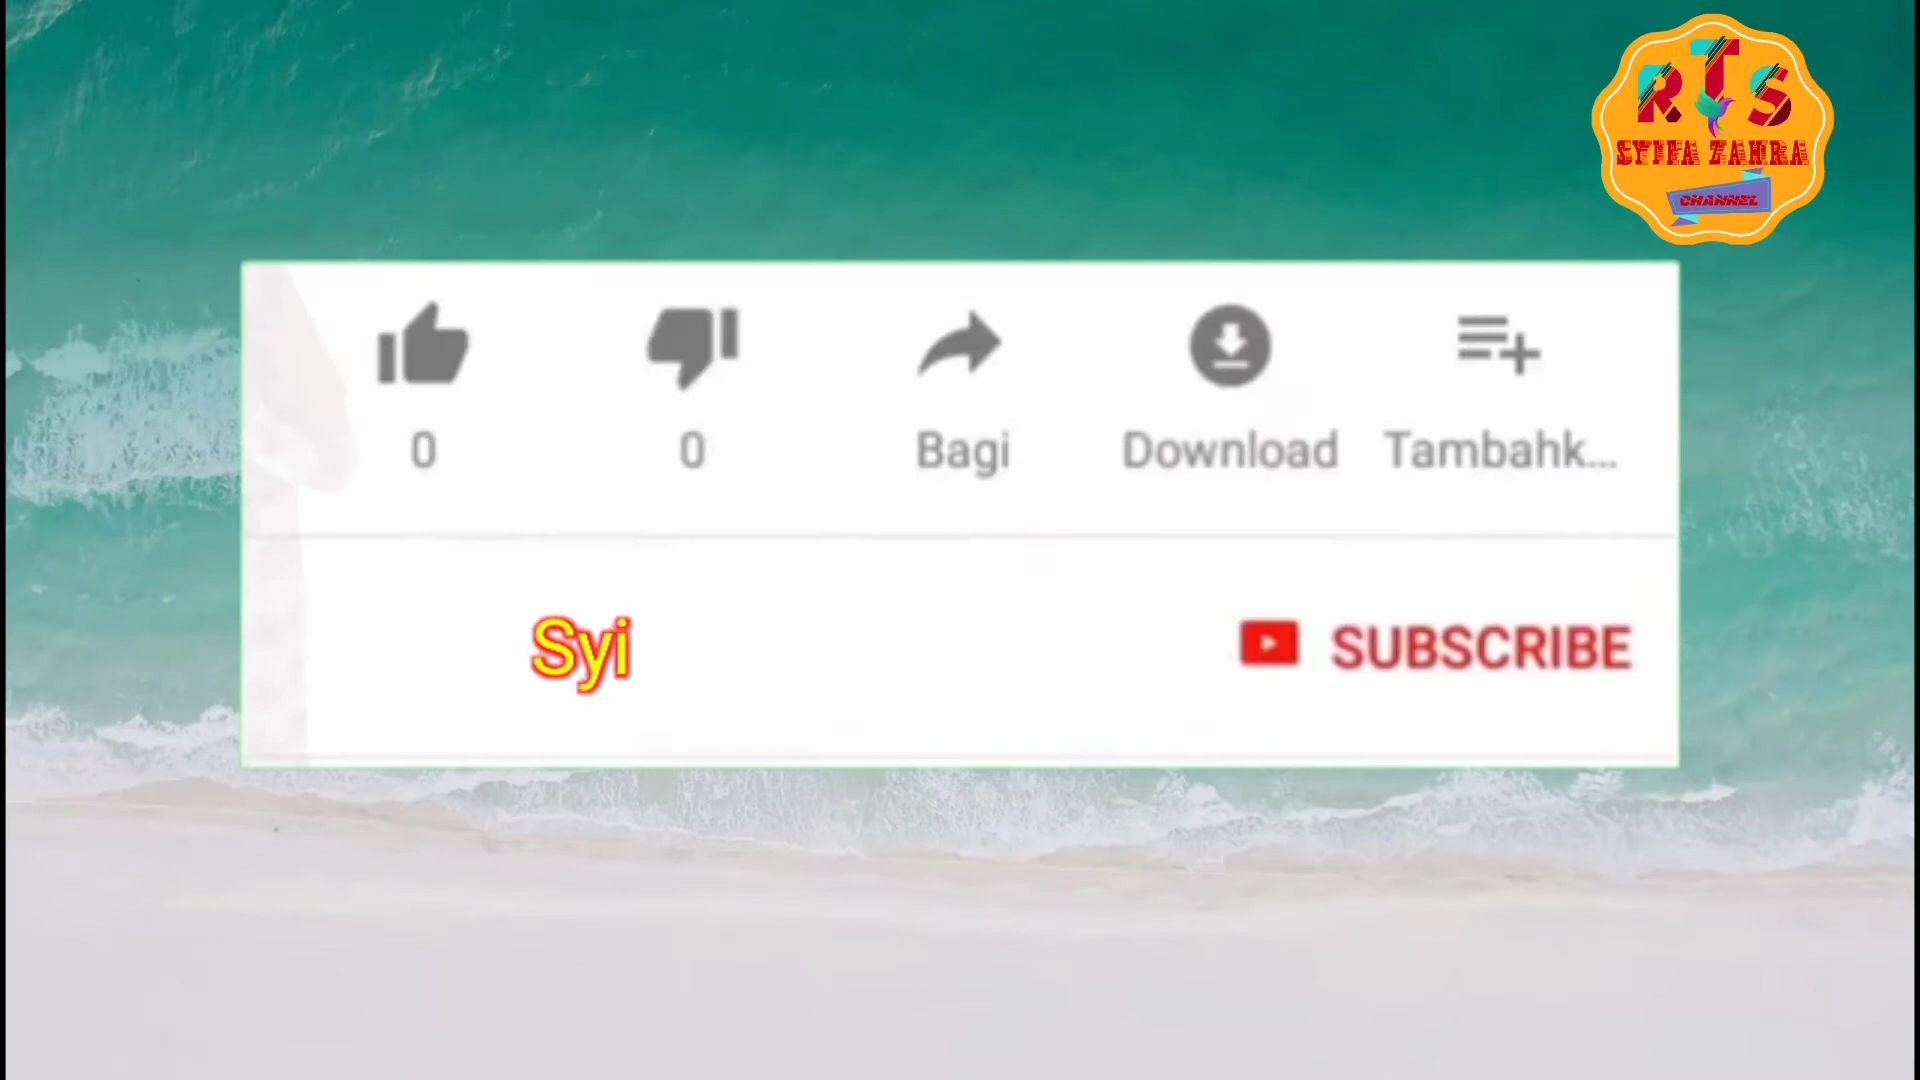 RTS
SYIFA ZAHRA
CHANNEL
0 0 Bagi Download Tambahk...
Syi SUBSCRIBE